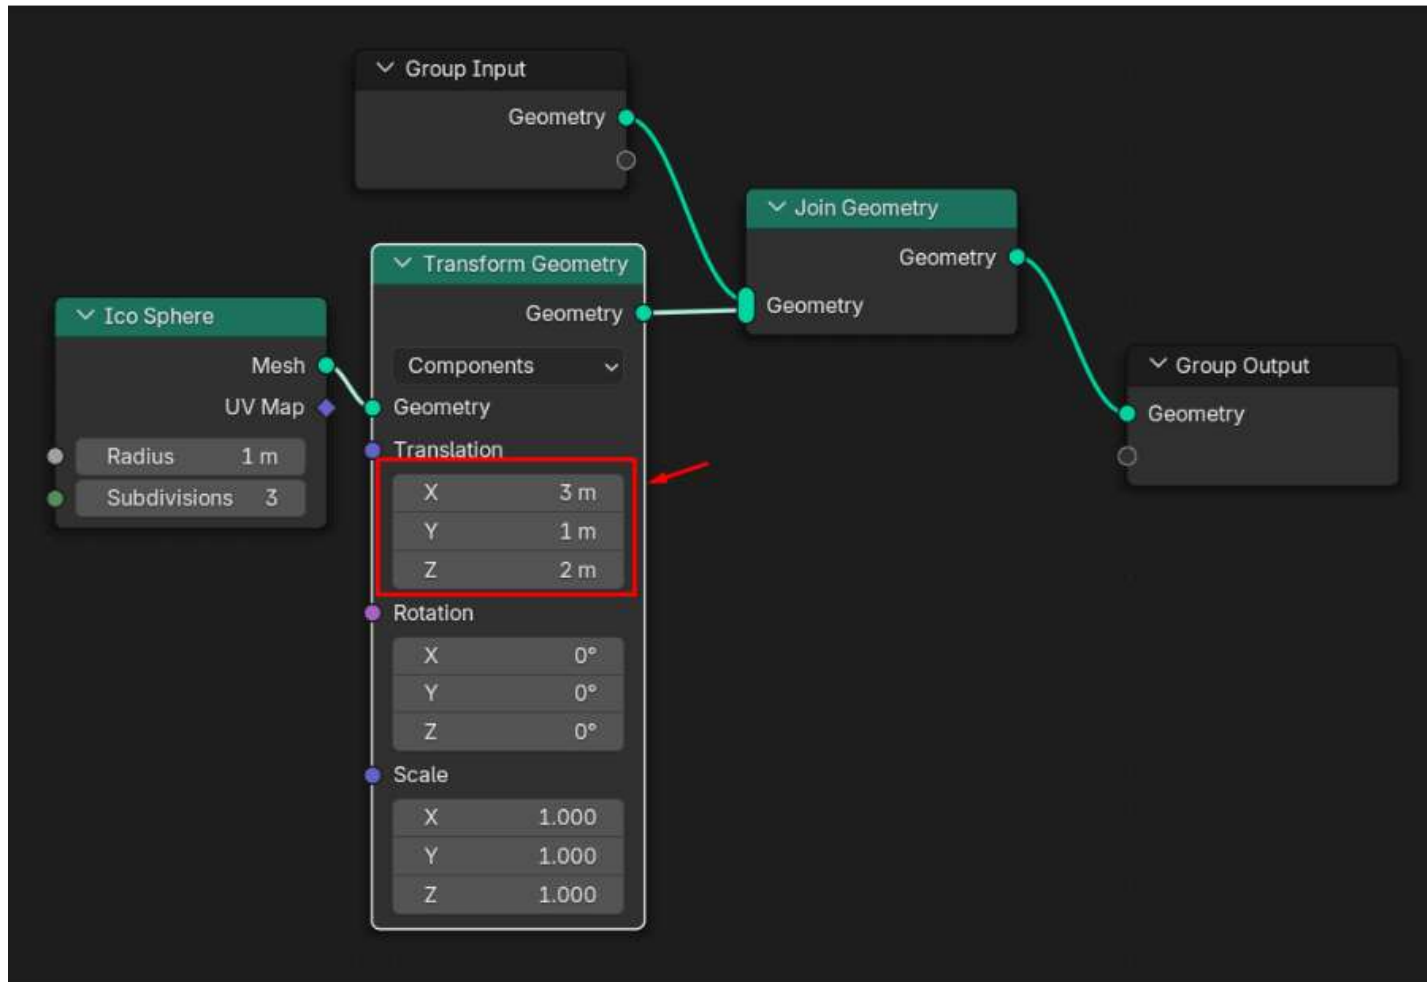 Group Input
Geometry
Join Geometry
Geometry
Geometry
Transform Geometry
Geometry
Components
Geometry
Translation
X 3 m
Y 1 m
Z 2 m
Rotation
X 0°
Y 0°
Z 0°
Scale
X 1.000
Y 1.000
Z 1.000
Ico Sphere
Mesh
UV Map
Radius 1 m
Subdivisions 3
Group Output
Geometry